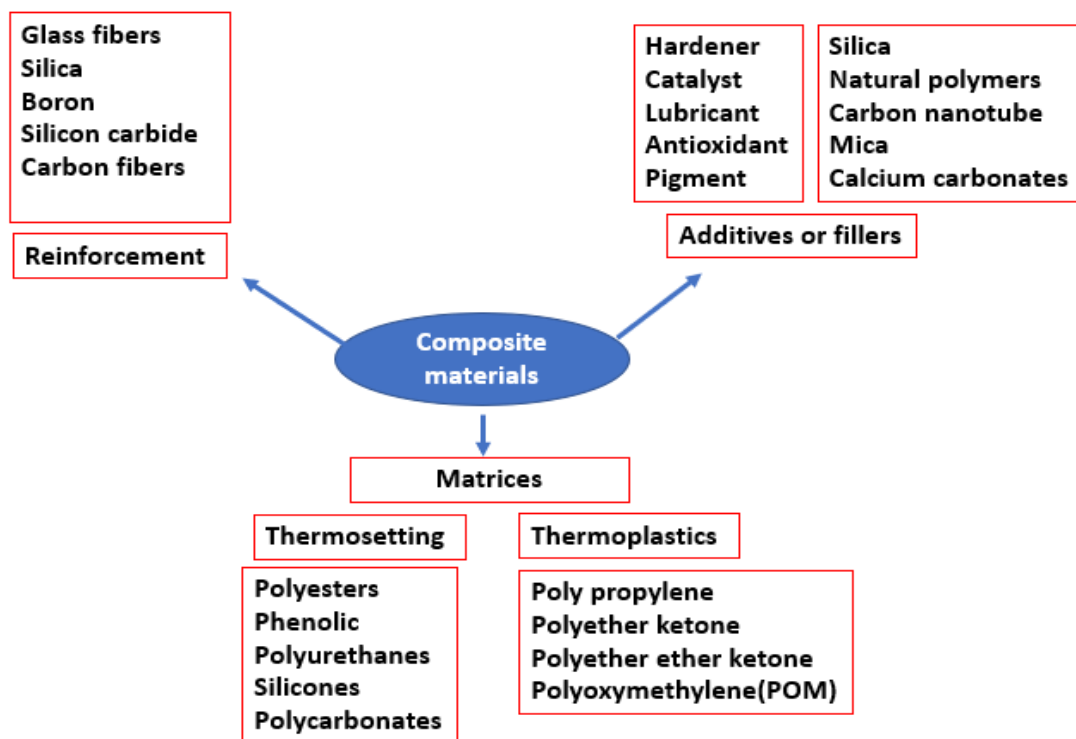 Glass fibers
Silica
Boron
Silicon carbide
Carbon fibers
Reinforcement
Hardener
Catalyst
Lubricant
Antioxidant
Pigment
Silica
Natural polymers
Carbon nanotube
Mica
Calcium carbonates
Additives or fillers
Composite
materials
Matrices
Thermosetting
Polyesters
Phenolic
Polyurethanes
Silicones
Polycarbonates
Thermoplastics
Poly propylene
Polyether ketone
Polyether ether ketone
Polyoxymethylene(POM)